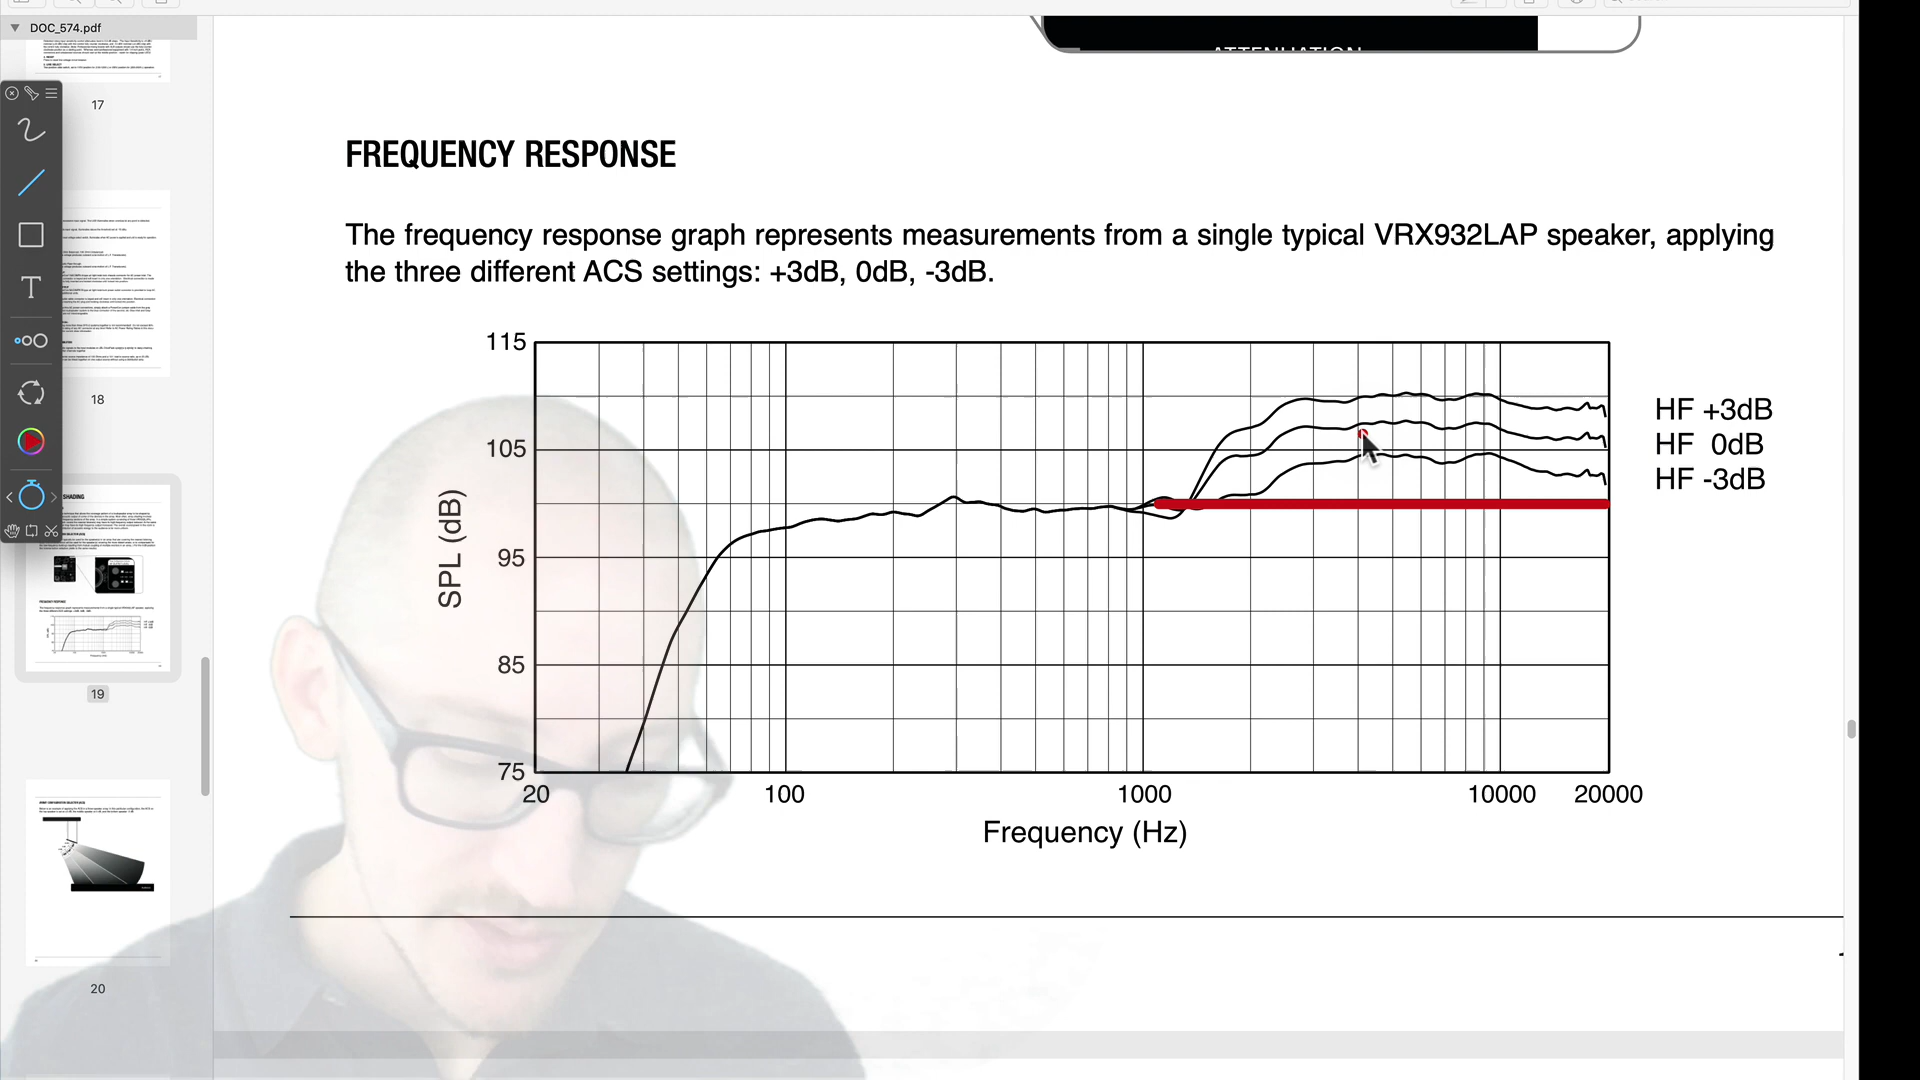 DOC_574.pdf
17
ATTENUATION
FREQUENCY RESPONSE
The frequency response graph represents measurements from a single typical VRX932LAP speaker, applying
the three different ACS settings: +3dB, 0dB, -3dB.
115
105
95
85
75
SPL (dB)
20
100
1000
10000
20000
Frequency (Hz)
HF +3dB
HF 0dB
HF -3dB
T
18
SHADING
19
20